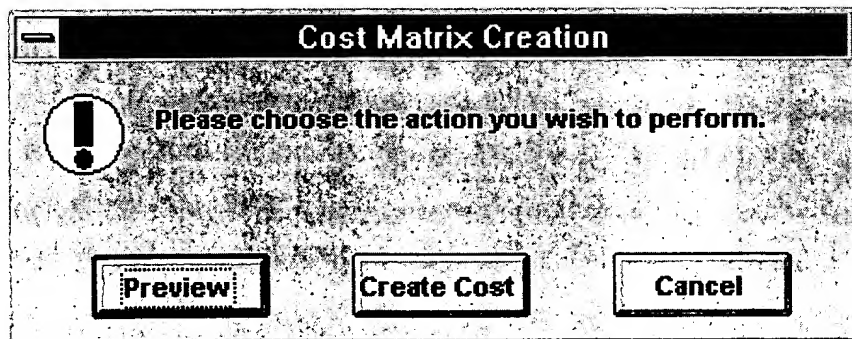 Cost Matrix Creation
Please choose the action you wish to perform.
Preview
Create Cost
Cancel